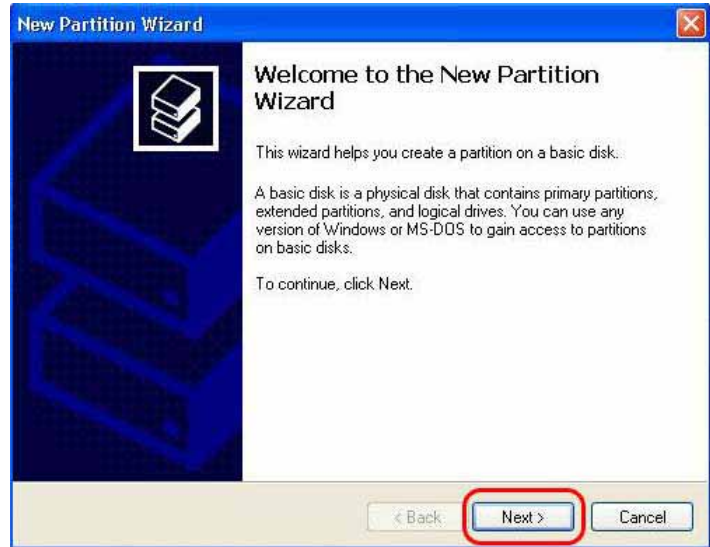 New Partition Wizard
Welcome to the New Partition
Wizard
This wizard helps you create a partition on a basic disk.
A basic disk is a physical disk that contains primary partitions,
extended partitions, and logical drives. You can use any
version of Windows or MS-DOS to gain access to partitions
on basic disks.
To continue, click Next.
< Back
Next >
Cancel